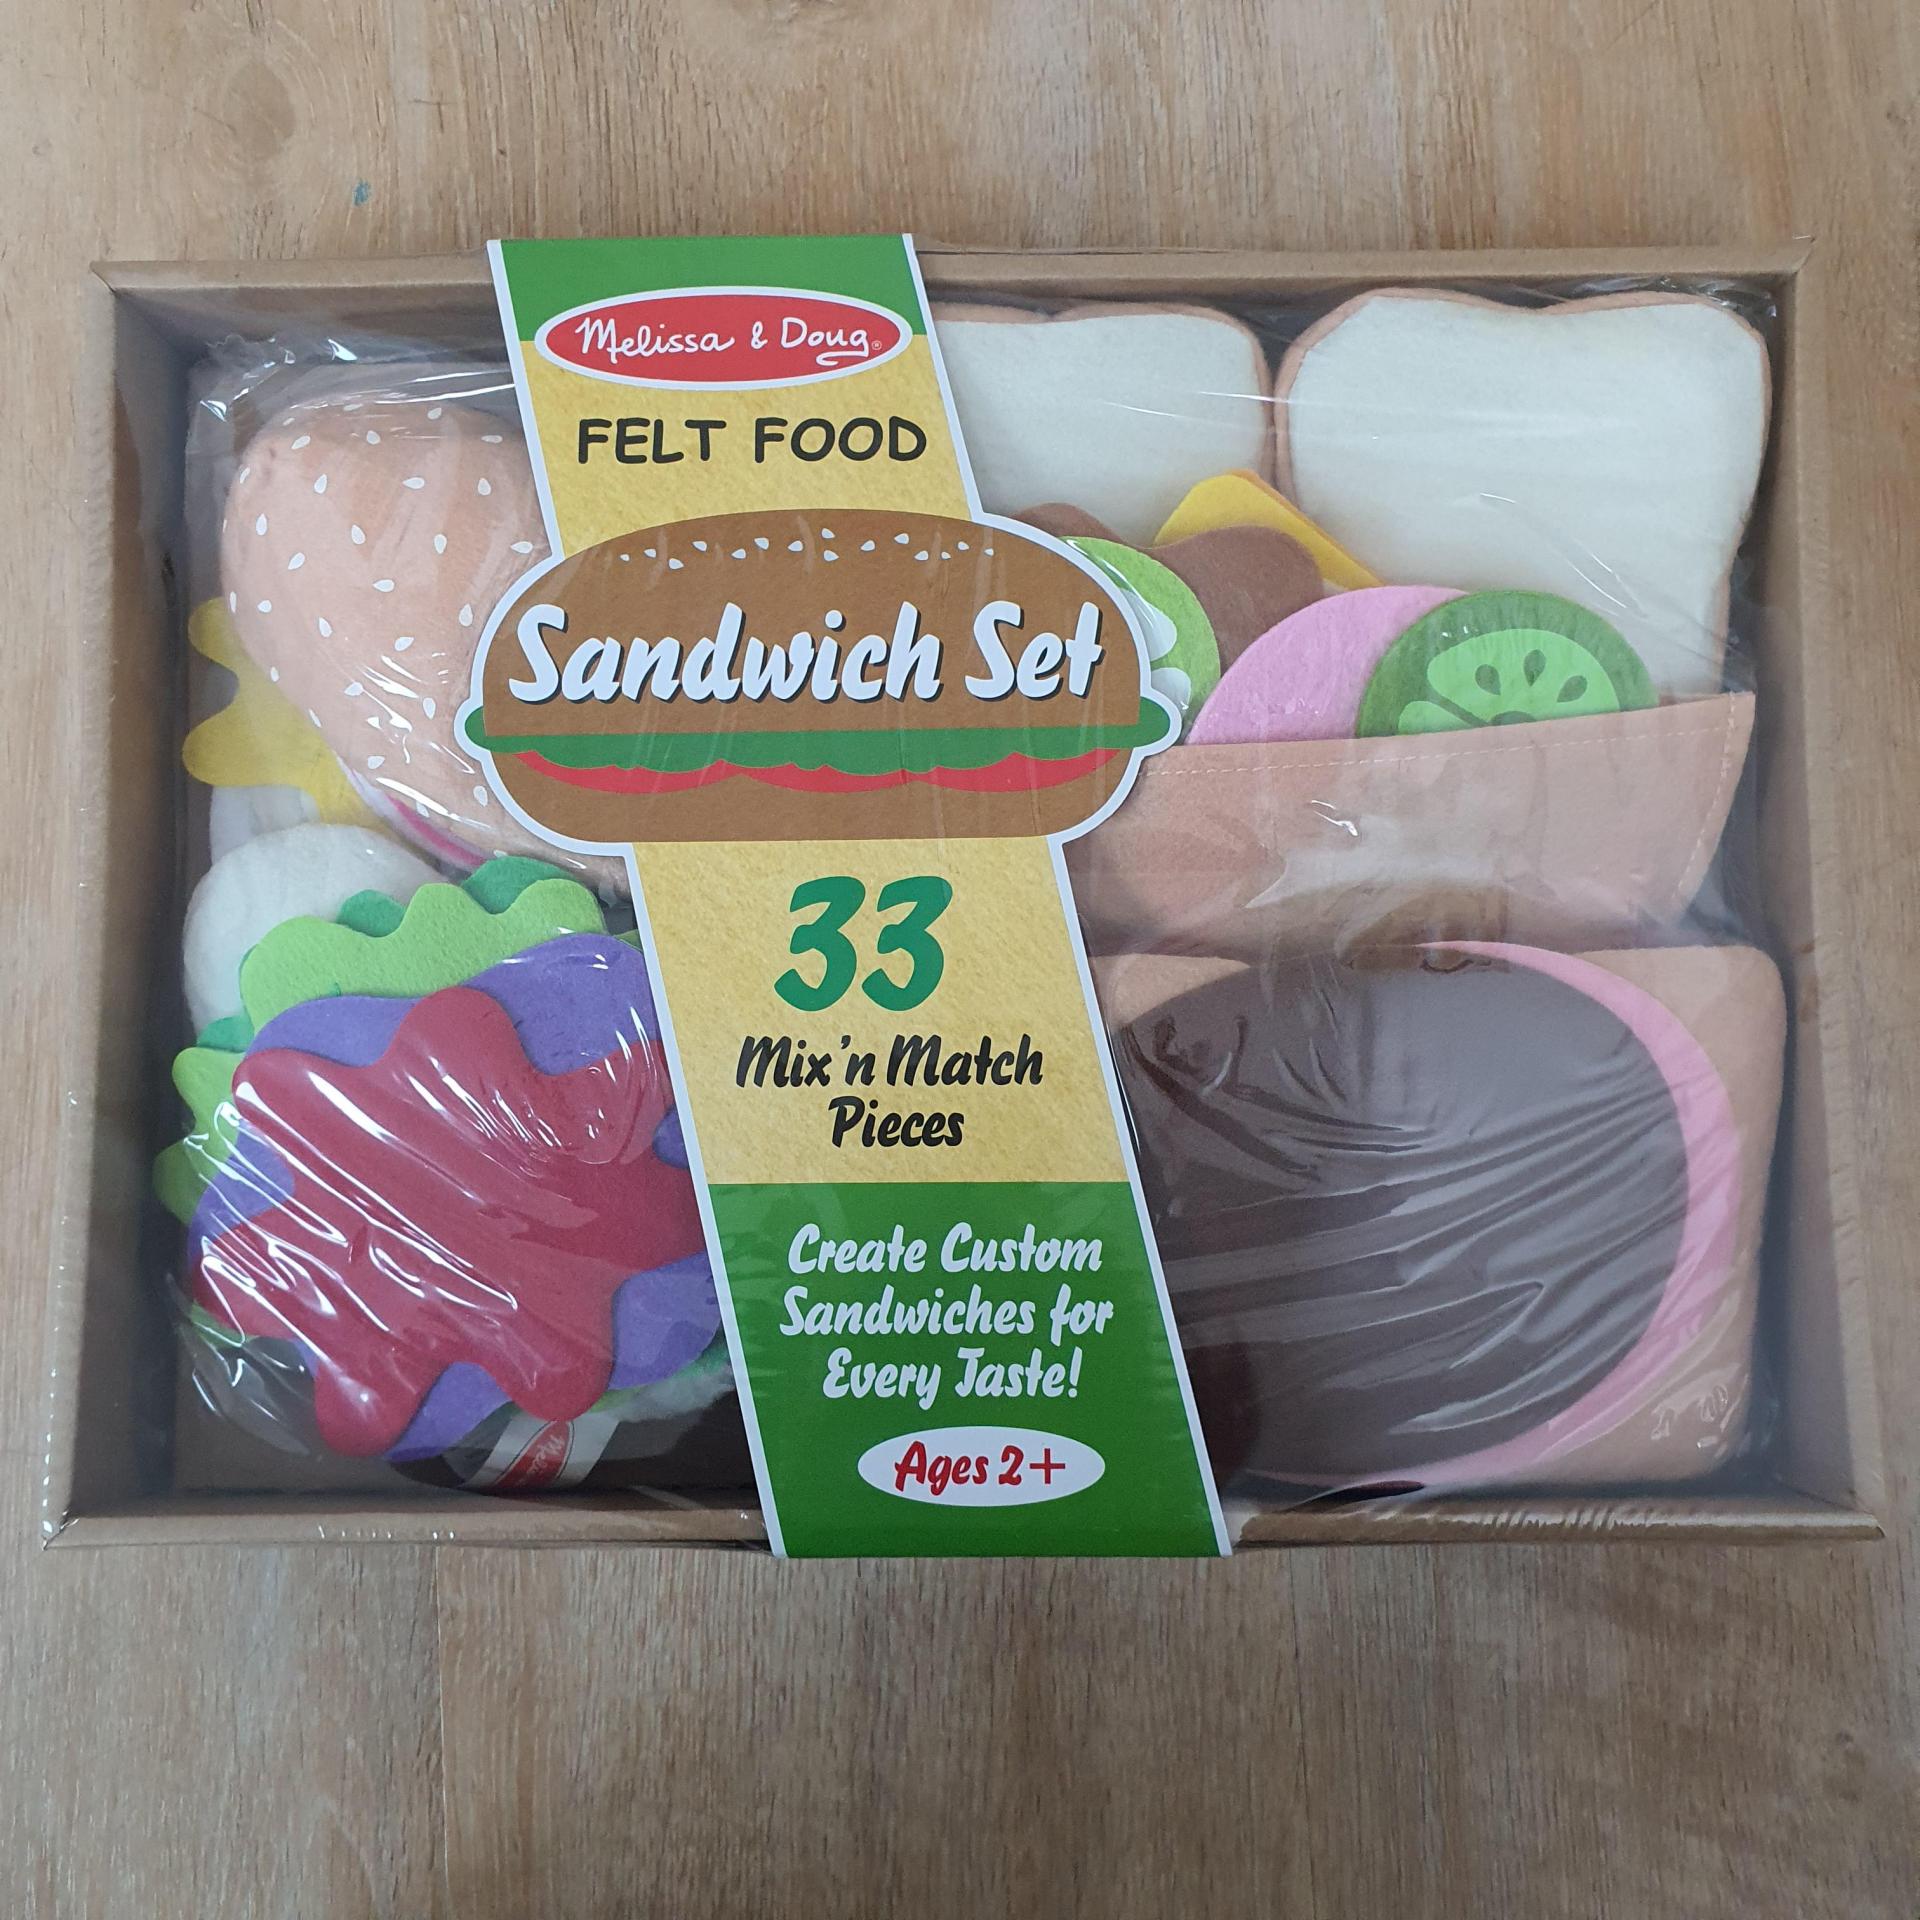 Melissa & Doug®
FELT FOOD
Sandwich Set
33
Mix'n Match
Pieces
Create Custom
Sandwiches for
Every Taste!
Ages 2+